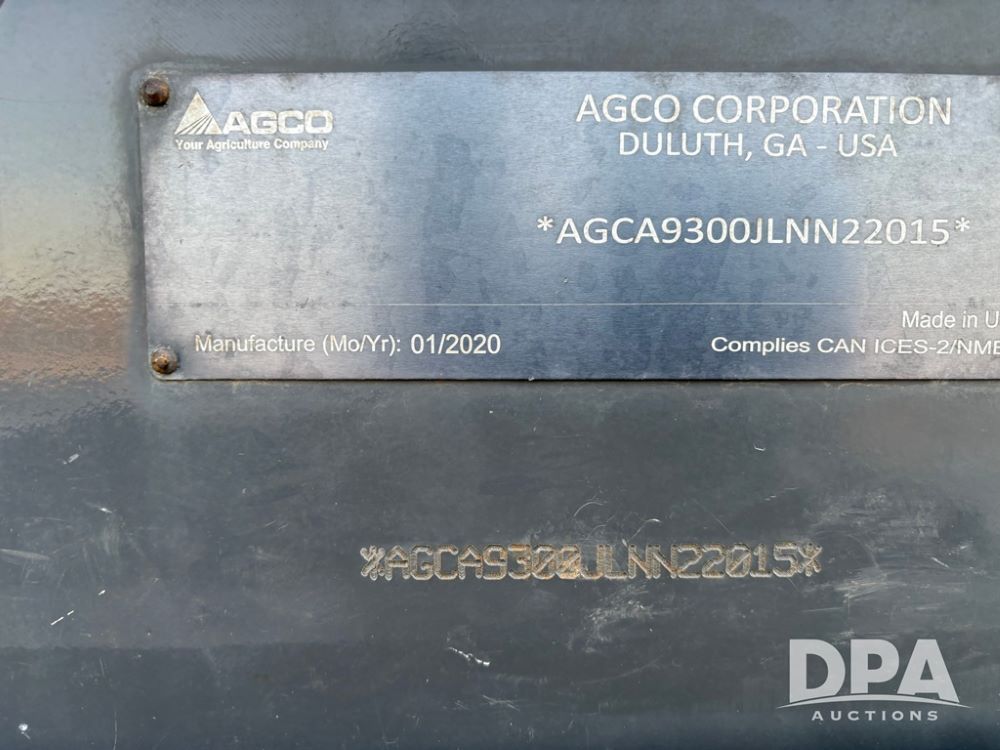 AGCO
Your Agriculture Company
AGCO CORPORATION
DULUTH, GA - USA
*AGCA9300JLNN22015*
Manufacture (Mo/Yr): 01/2020
Made in U
Complies CAN ICES-2/NMB
*AGCA9300JLNN22015*
DPA
AUCTIONS